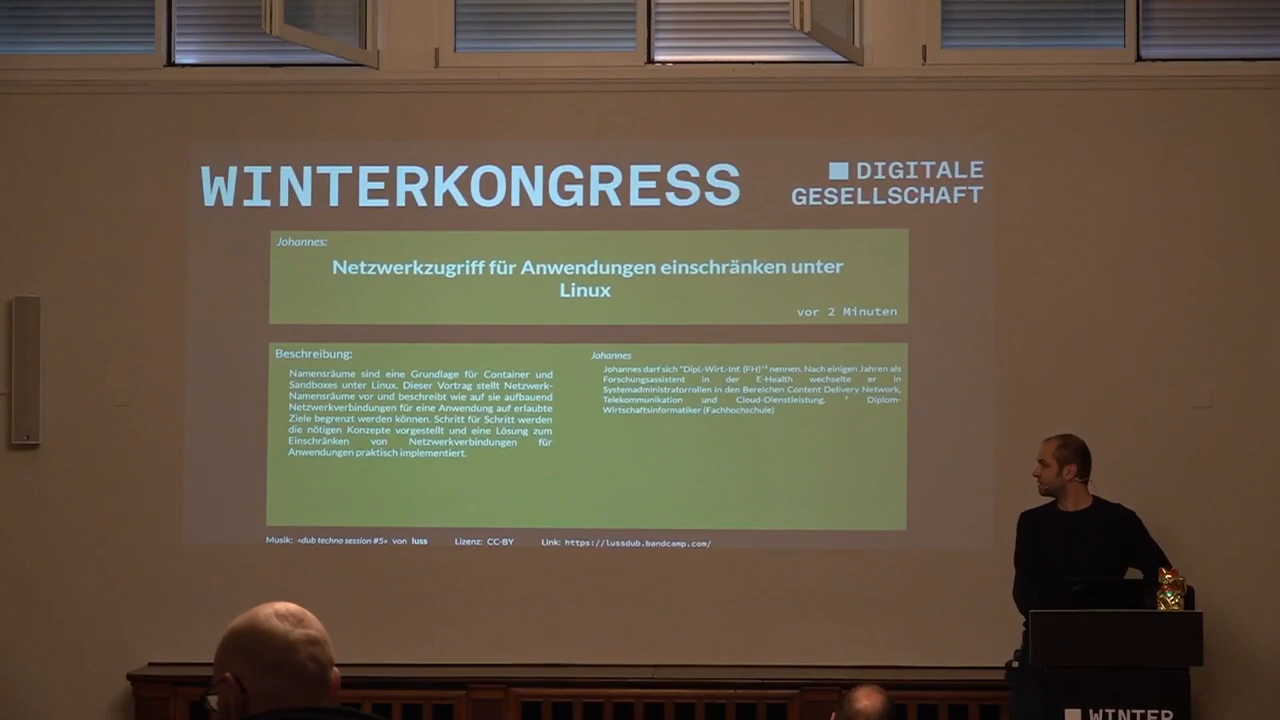 WINTERKONGRESS
DIGITALE
GESELLSCHAFT
Johannes:
Netzwerkzugriff für Anwendungen einschränken unter
Linux
vor 2 Minuten
Beschreibung:
Namensräume sind eine Grundlage für Container und
Sandboxes unter Linux. Dieser Vortrag stellt Netzwerk-
Namensräume vor und beschreibt wie auf sie aufbauend
Netzwerkverbindungen für eine Anwendung auf erlaubte
Ziele begrenzt werden können. Schritt für Schritt werden
die nötigen Konzepte vorgestellt und eine Lösung zum
Einschränken von Netzwerkverbindungen für
Anwendungen praktisch implementiert.
Johannes
Johannes darf sich "Dipl.-Wirt.-Inf. (FH)" nennen. Nach einigen Jahren als
Forschungsassistent in der E-Health wechselte er in
Systemadministratorrollen in den Bereichen Content Delivery Network,
Telekommunikation und Cloud-Dienstleistung. Diplom-
Wirtschaftsinformatiker (Fachhochschule)
Musik: «dub techno session #5» von luss Lizenz: CC-BY Link: https://lussdub.bandcamp.com/
WINTER